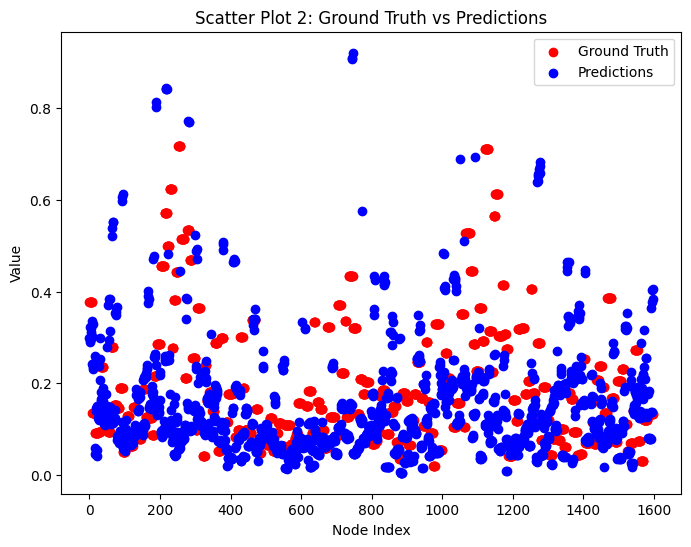 Scatter Plot 2: Ground Truth vs Predictions
Ground Truth
Predictions
Value
0.8
0.6
0.4
0.2
0.0
0 200 400 600 800 1000 1200 1400 1600
Node Index